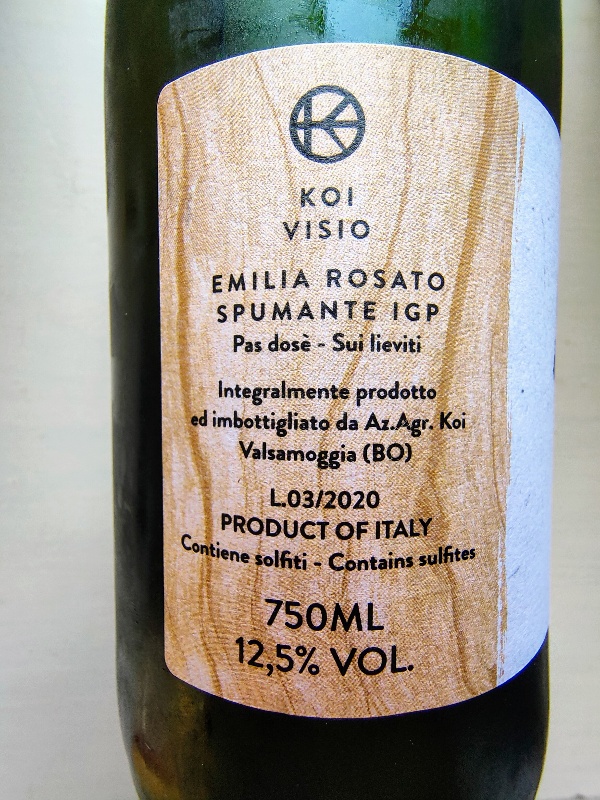 KOI
VISIO
EMILIA ROSATO
SPUMANTE IGP
Pas dosè - Sui lieviti
Integralmente prodotto
ed imbottigliato da Az.Agr. Koi
Valsamoggia (BO)
L.03/2020
PRODUCT OF ITALY
Contiene solfiti - Contains sulfites
750ML
12,5% VOL.